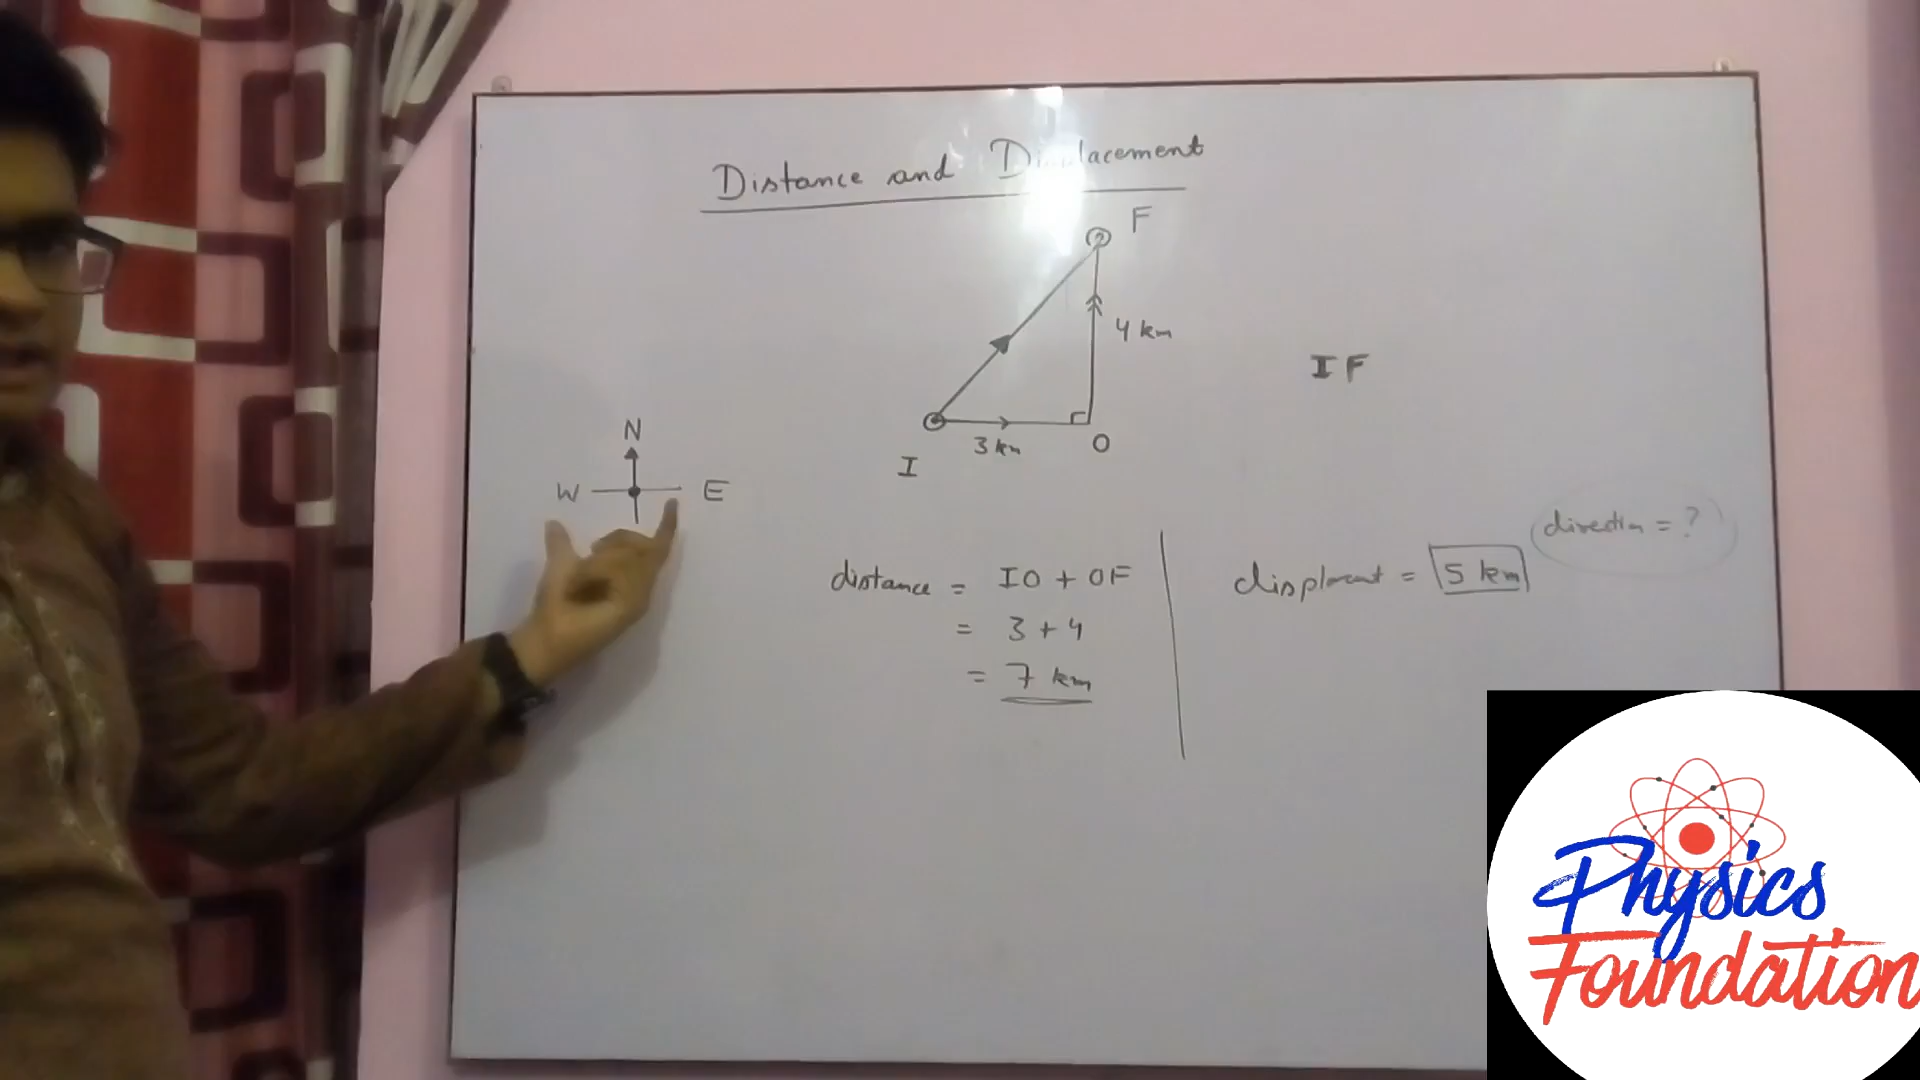 Distance and Displacement
F
4 km
IF
3 km
O
I
N
W
E
direction = ?
distance = IO + OF
= 3 + 4
= 7 km
= 5 km
Physics
Foundation